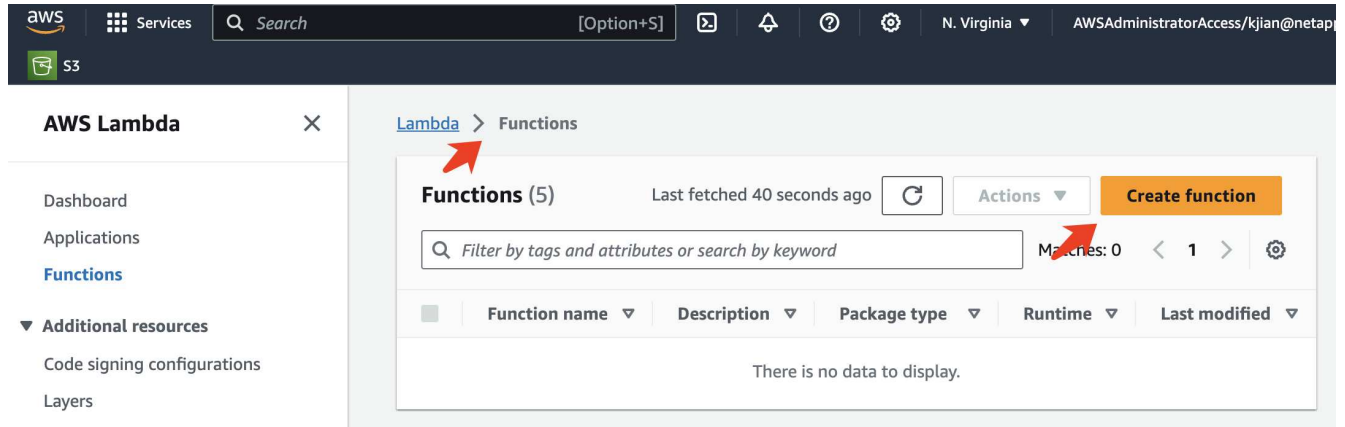 aws Services Search [Option+S] N. Virginia ▼ AWSAdministratorAccess/kjian@netapp
S3
AWS Lambda
Lambda > Functions
Functions (5) Last fetched 40 seconds ago Actions ▼ Create function
Filter by tags and attributes or search by keyword Matches: 0 < 1 >
Function name Description Package type Runtime Last modified
There is no data to display.
Dashboard
Applications
Functions
▼ Additional resources
Code signing configurations
Layers